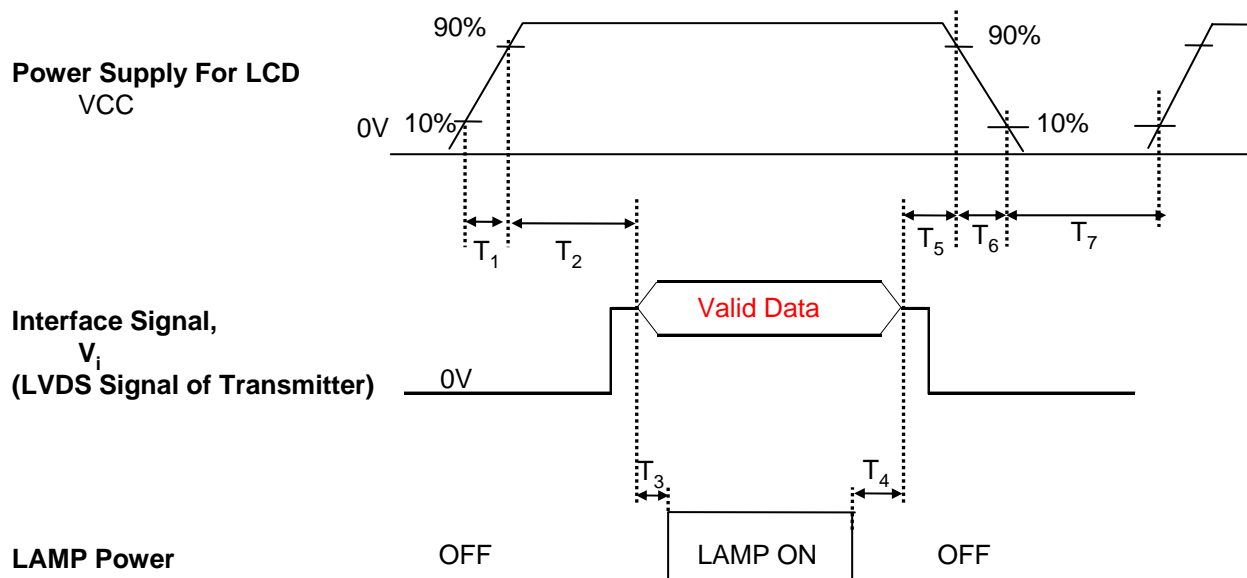 90%
90%
Power Supply For LCD
VCC
0V
10%
10%
T1
T2
T5
T6
T7
Valid Data
Interface Signal,
Vi
(LVDS Signal of Transmitter)
0V
T3
T4
LAMP Power
OFF
LAMP ON
OFF